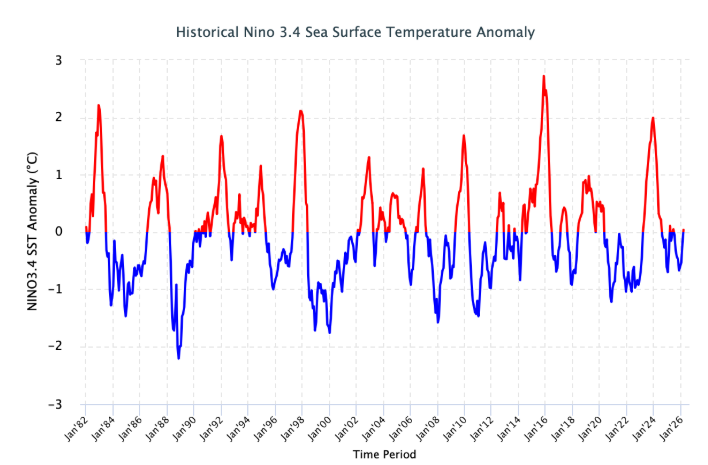 Historical Nino 3.4 Sea Surface Temperature Anomaly
NINO3.4 SST Anomaly (°C)
3
2
1
0
−1
−2
−3
Jan'82 Jan'84 Jan'86 Jan'88 Jan'90 Jan'92 Jan'94 Jan'96 Jan'98 Jan'00 Jan'02 Jan'04 Jan'06 Jan'08 Jan'10 Jan'12 Jan'14 Jan'16 Jan'18 Jan'20 Jan'22 Jan'24 Jan'26
Time Period